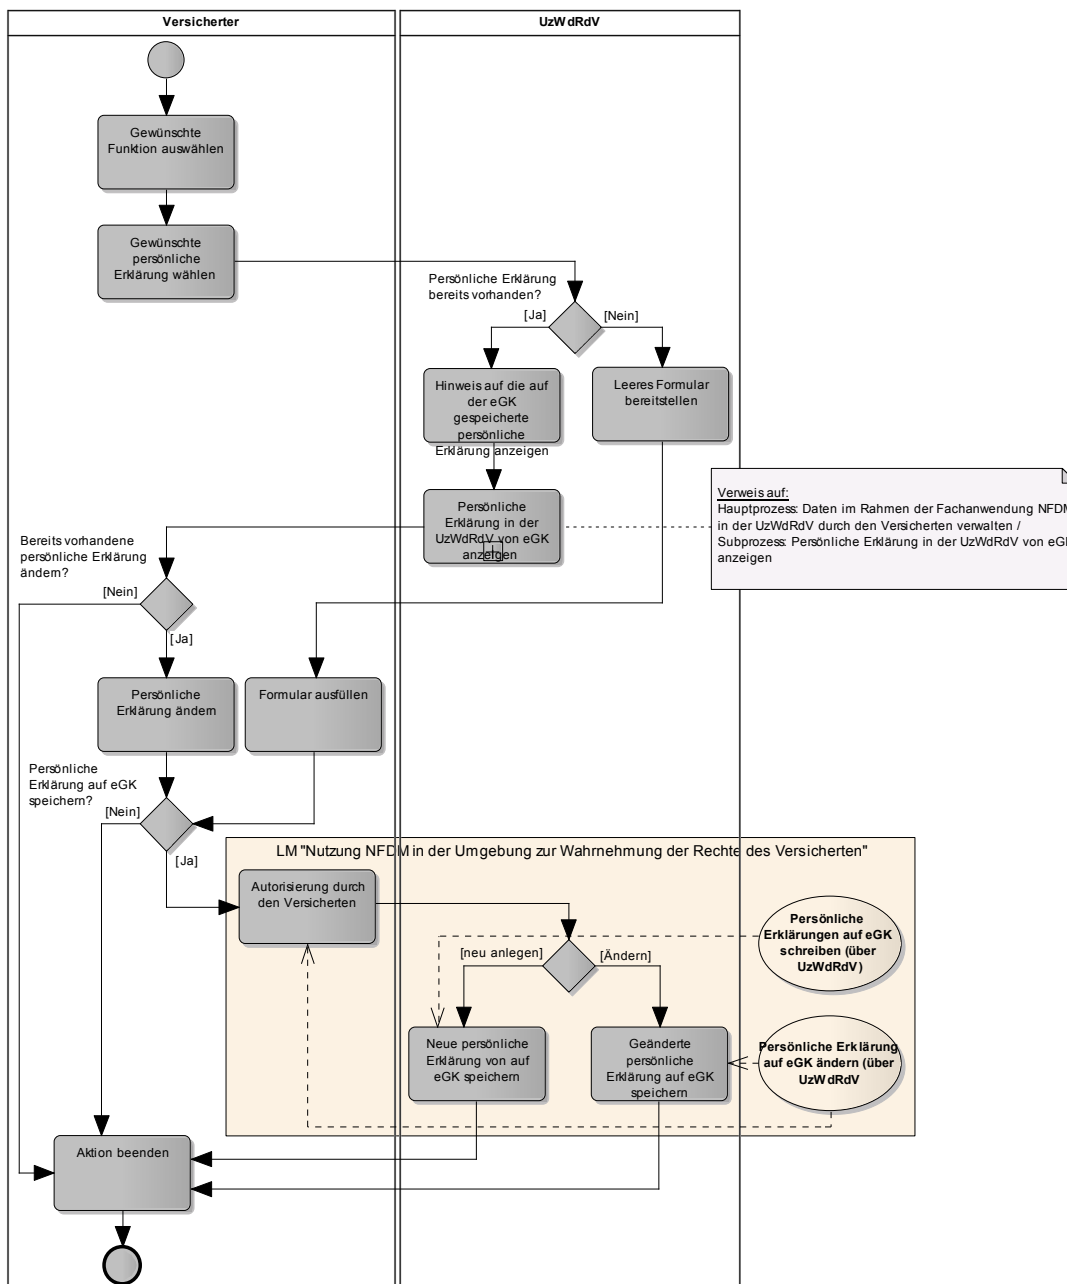 Versicherter
UzWdRdV
Gewünschte
Funktion auswählen
Gewünschte
persönliche
Erklärung wählen
Persönliche Erklärung
bereits vorhanden?
[Ja]
[Nein]
Hinweis auf die auf
der eGK
gespeicherte
persönliche
Erklärung anzeigen
Leeres Formular
bereitstellen
Persönliche
Erklärung in der
UzWdRdV von eGK
anzeigen
Verweis auf:
Hauptprozess: Daten im Rahmen der Fachanwendung NFDM
in der UzWdRdV durch den Versicherten verwalten /
Subprozess: Persönliche Erklärung in der UzWdRdV von eGK
anzeigen
Bereits vorhandene
persönliche Erklärung
ändern?
[Nein]
[Ja]
Persönliche
Erklärung ändern
Formular ausfüllen
Persönliche
Erklärung auf eGK
speichern?
[Nein]
[Ja]
LM "Nutzung NFDM in der Umgebung zur Wahrnehmung der Rechte des Versicherten"
Autorisierung durch
den Versicherten
[neu anlegen]
[Ändern]
Persönliche
Erklärungen auf eGK
schreiben (über
UzWdRdV)
Neue persönliche
Erklärung von auf
eGK speichern
Geänderte
persönliche
Erklärung auf eGK
speichern
Persönliche Erklärung
auf eGK ändern (über
UzWdRdV
Aktion beenden